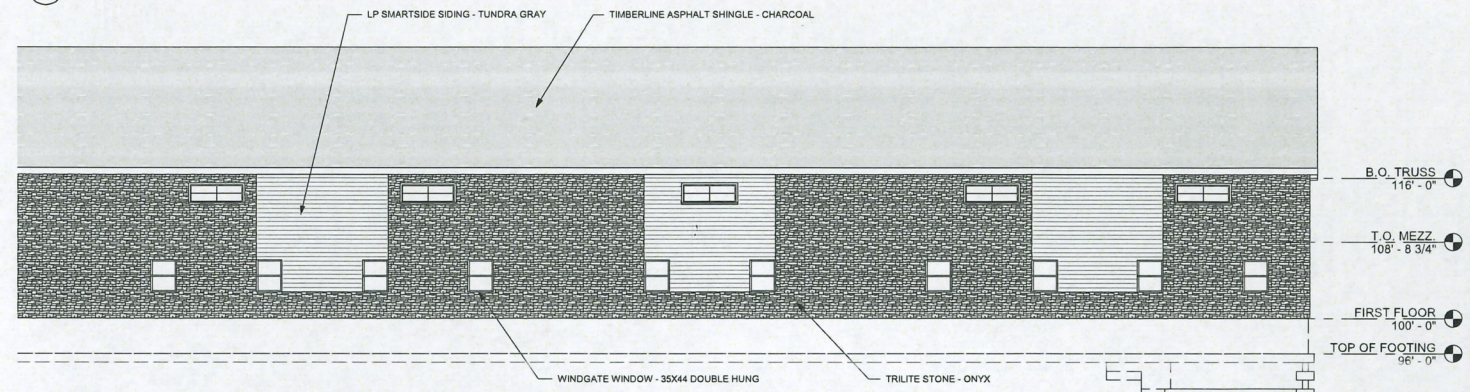 LP SMARTSIDE SIDING - TUNDRA GRAY
TIMBERLINE ASPHALT SHINGLE - CHARCOAL
B.O. TRUSS
116' - 0"
T.O. MEZZ.
108' - 8 3/4"
FIRST FLOOR
100' - 0"
TOP OF FOOTING
96' - 0"
WINDGATE WINDOW - 35X44 DOUBLE HUNG
TRILITE STONE - ONYX